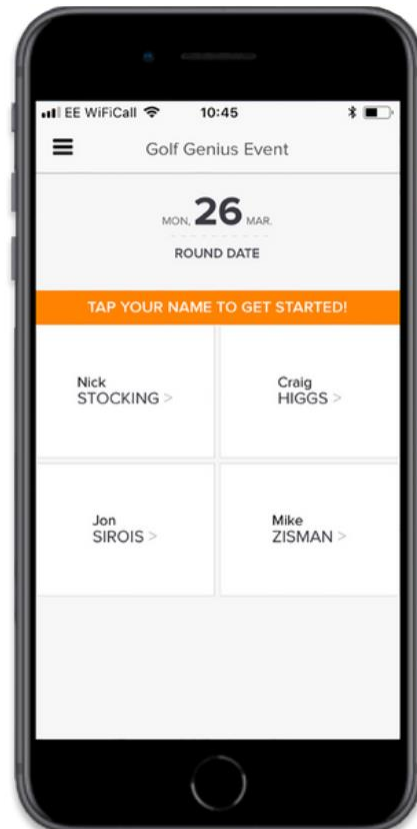 EE WiFiCall 10:45
Golf Genius Event
MON, 26 MAR.
ROUND DATE
TAP YOUR NAME TO GET STARTED!
Nick
STOCKING >
Craig
HIGGS >
Jon
SIROIS >
Mike
ZISMAN >